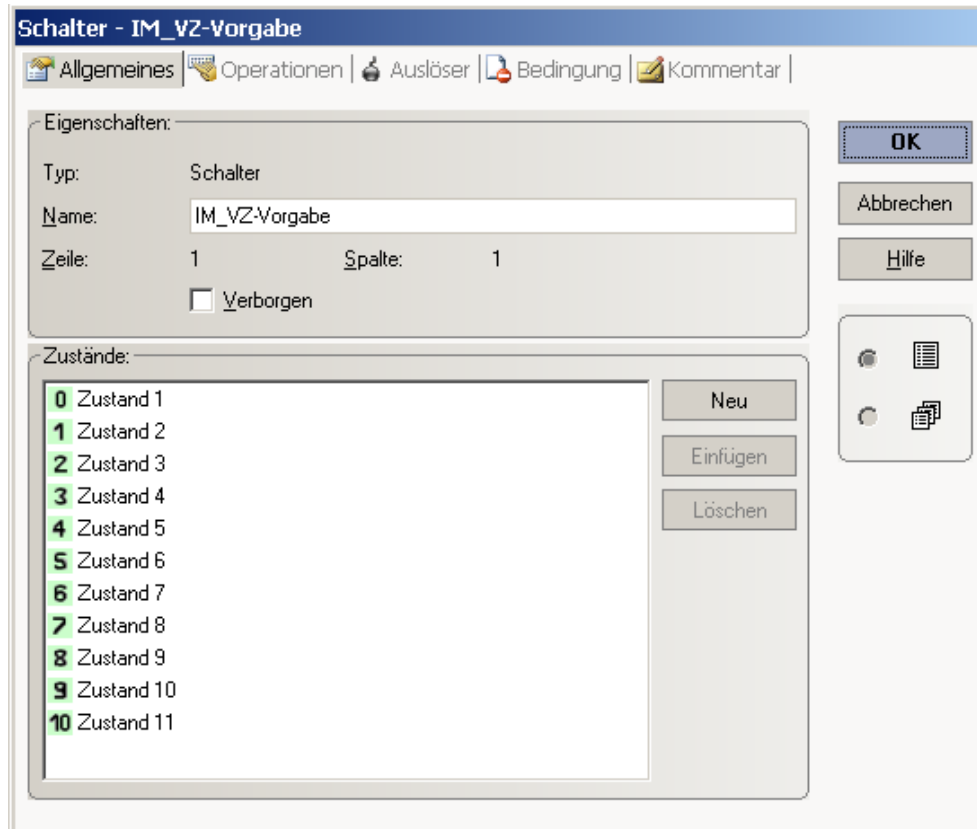 Schalter - IM_VZ-Vorgabe
Allgemeines Operationen Auslöser Bedingung Kommentar
Eigenschaften:
OK
Typ: Schalter
Name: IM_VZ-Vorgabe
Abbrechen
Zeile: 1 Spalte: 1
Hilfe
Verborgen
Zustände:
0 Zustand 1
Neu
1 Zustand 2
2 Zustand 3
Einfügen
3 Zustand 4
Löschen
4 Zustand 5
5 Zustand 6
6 Zustand 7
7 Zustand 8
8 Zustand 9
9 Zustand 10
10 Zustand 11